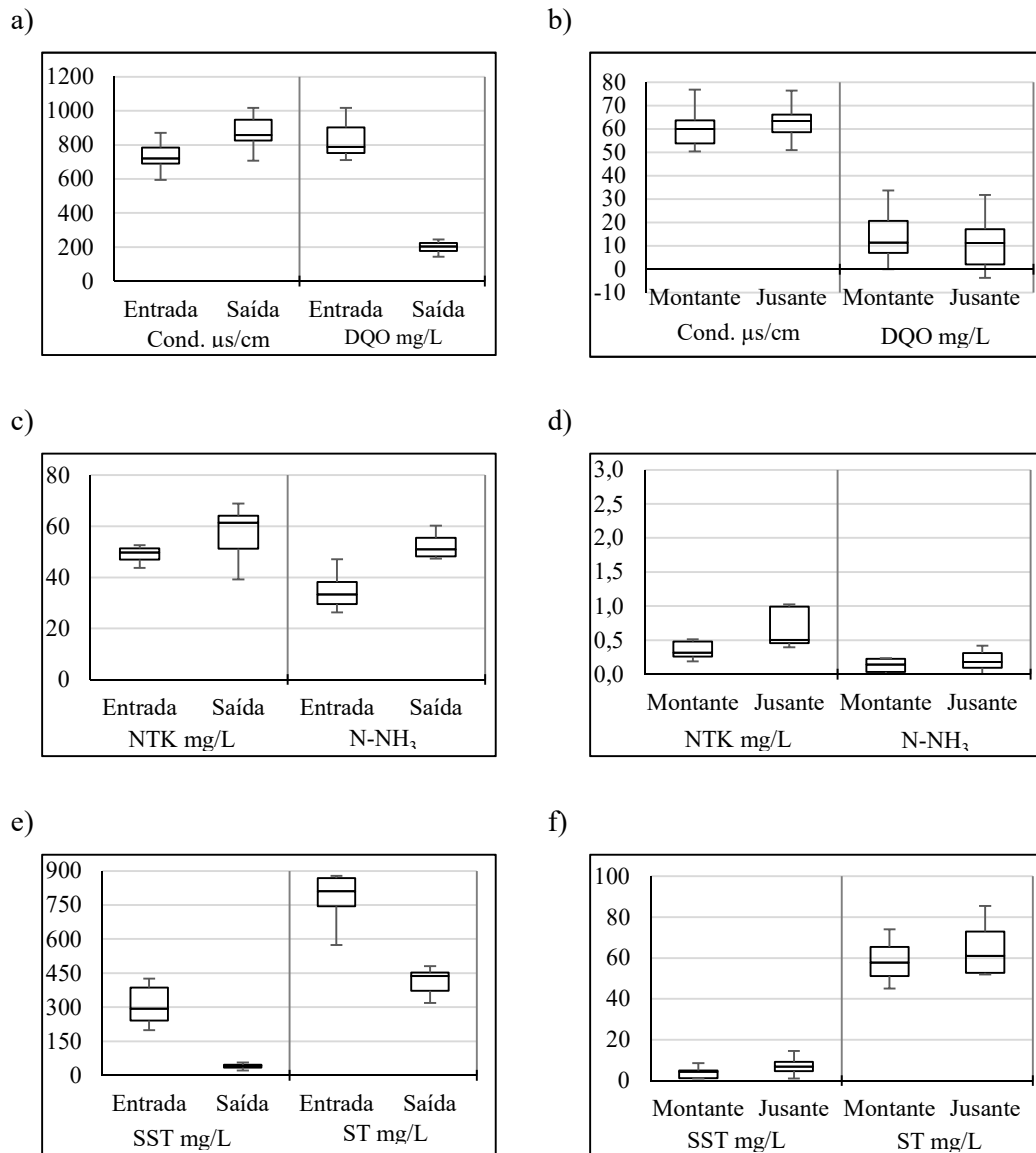 a)
1200
1000
800
600
400
200
0
Entrada Saída Entrada Saída
Cond. µs/cm DQO mg/L
b)
80
70
60
50
40
30
20
10
0
-10
Montante Jusante Montante Jusante
Cond. µs/cm DQO mg/L
c)
80
60
40
20
0
Entrada Saída Entrada Saída
NTK mg/L N-NH₃
d)
3,0
2,5
2,0
1,5
1,0
0,5
0,0
Montante Jusante Montante Jusante
NTK mg/L N-NH₃
e)
900
750
600
450
300
150
0
Entrada Saída Entrada Saída
SST mg/L ST mg/L
f)
100
80
60
40
20
0
Montante Jusante Montante Jusante
SST mg/L ST mg/L